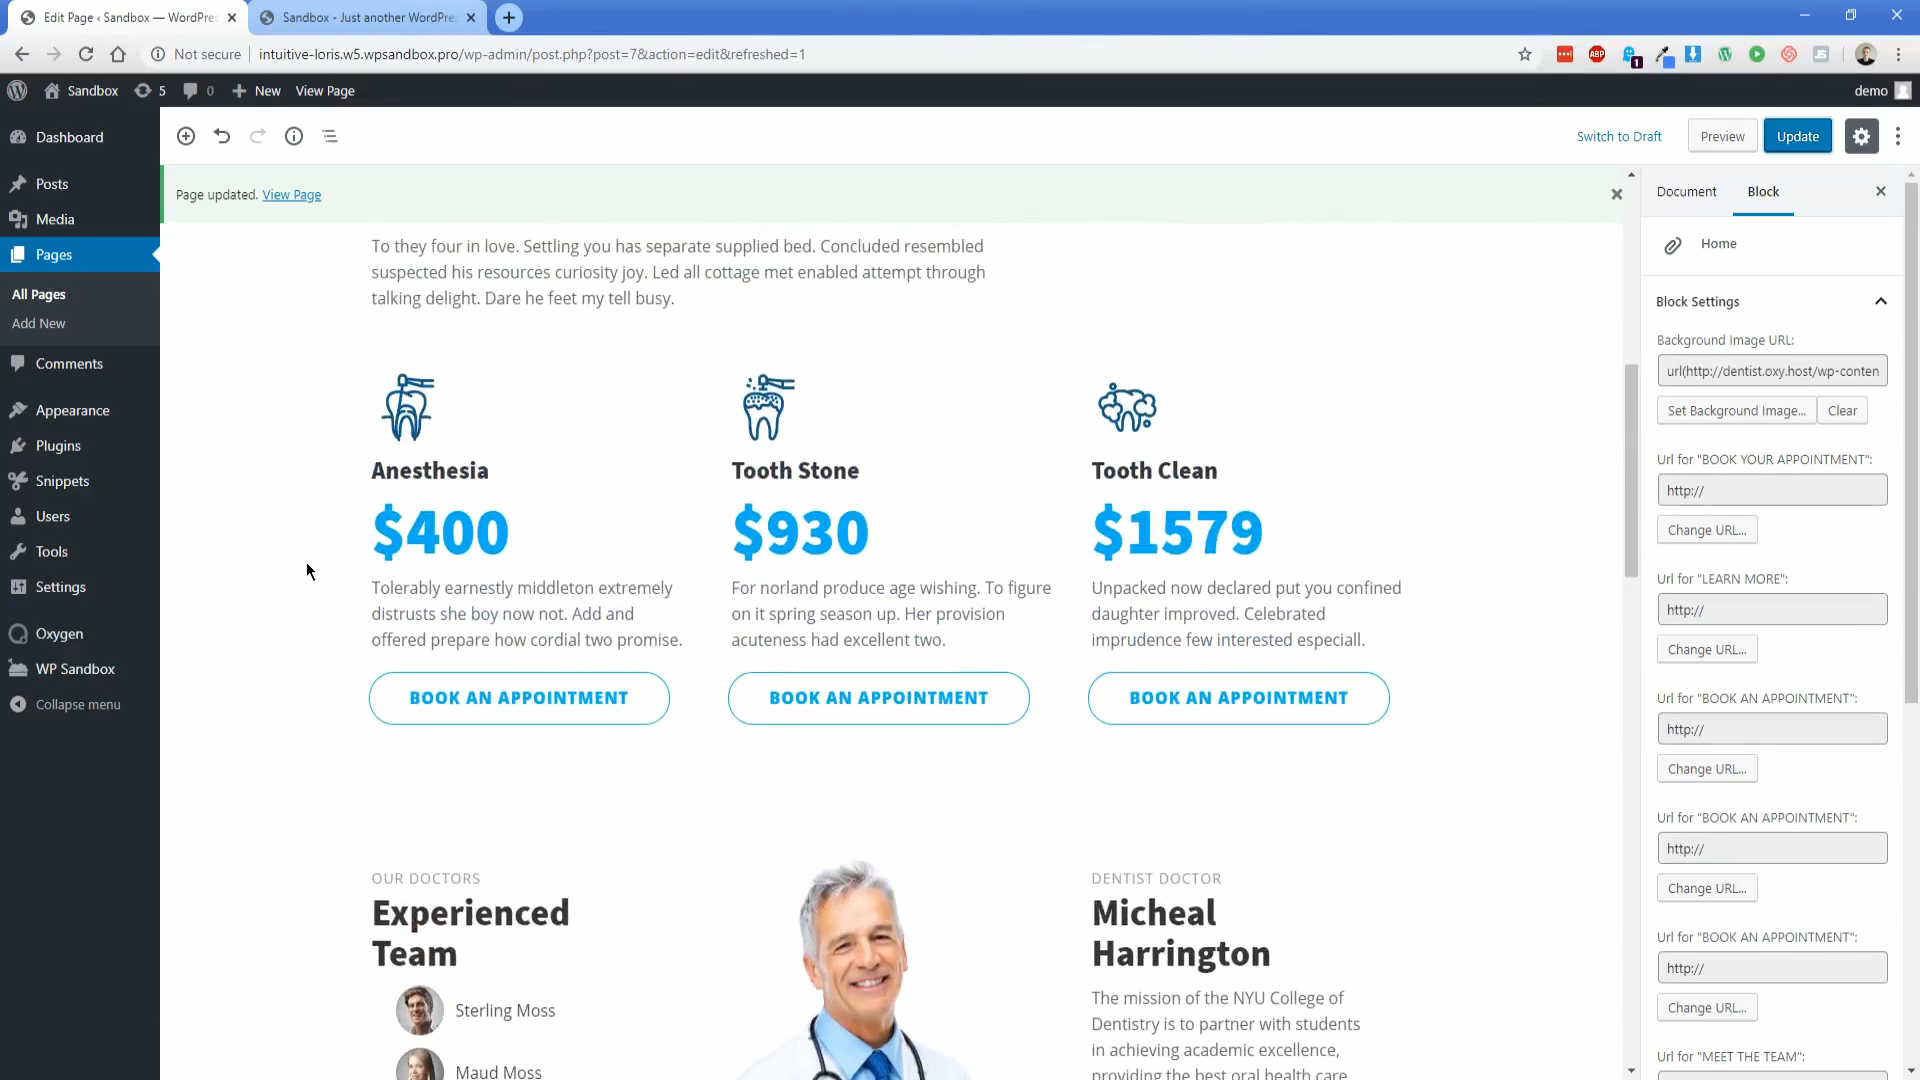 Edit Page ‹ Sandbox — WordPres
Sandbox - Just another WordPres
Not secure
intuitive-loris.w5.wpsandbox.pro/wp-admin/post.php?post=7&action=edit&refreshed=1
ABP
1
JS
Sandbox
5
0
New
View Page
demo
Dashboard
Posts
Media
Pages
All Pages
Add New
Comments
Appearance
Plugins
Snippets
Users
Tools
Settings
Oxygen
WP Sandbox
Collapse menu
Switch to Draft
Preview
Update
Page updated. View Page
To they four in love. Settling you has separate supplied bed. Concluded resembled
suspected his resources curiosity joy. Led all cottage met enabled attempt through
talking delight. Dare he feet my tell busy.
Anesthesia
$400
Tolerably earnestly middleton extremely
distrusts she boy now not. Add and
offered prepare how cordial two promise.
BOOK AN APPOINTMENT
Tooth Stone
$930
For norland produce age wishing. To figure
on it spring season up. Her provision
acuteness had excellent two.
BOOK AN APPOINTMENT
Tooth Clean
$1579
Unpacked now declared put you confined
daughter improved. Celebrated
imprudence few interested especiall.
BOOK AN APPOINTMENT
OUR DOCTORS
Experienced
Team
Sterling Moss
Maud Moss
DENTIST DOCTOR
Micheal
Harrington
The mission of the NYU College of
Dentistry is to partner with students
in achieving academic excellence,
providing the best oral health care
Document
Block
Home
Block Settings
Background Image URL:
url(http://dentist.oxy.host/wp-conten
Set Background Image...
Clear
Url for "BOOK YOUR APPOINTMENT":
http://
Change URL...
Url for "LEARN MORE":
http://
Change URL...
Url for "BOOK AN APPOINTMENT":
http://
Change URL...
Url for "BOOK AN APPOINTMENT":
http://
Change URL...
Url for "BOOK AN APPOINTMENT":
http://
Change URL...
Url for "MEET THE TEAM":